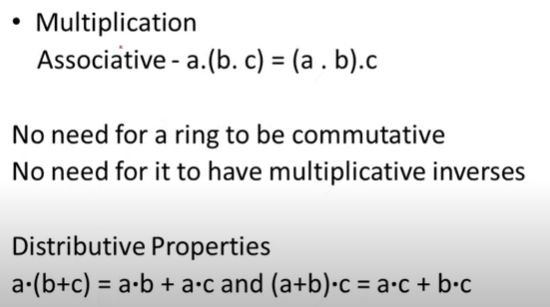 • Multiplication
Associative - a.(b. c) = (a . b).c
No need for a ring to be commutative
No need for it to have multiplicative inverses
Distributive Properties
a·(b+c) = a·b + a·c and (a+b)·c = a·c + b·c